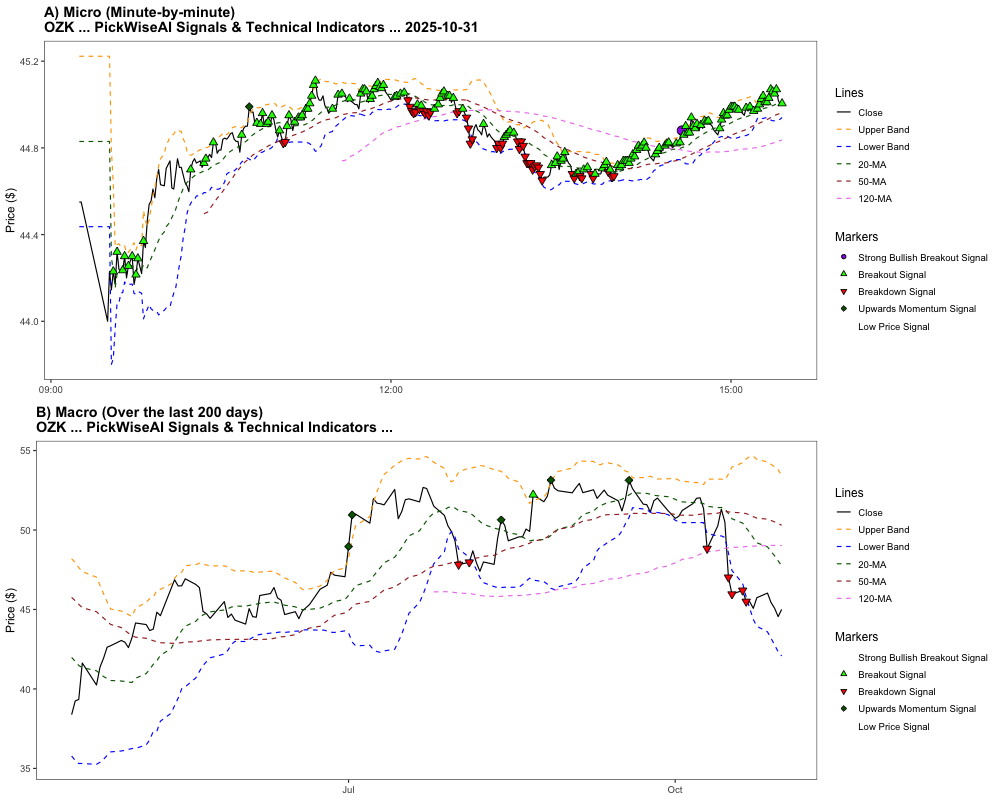 A) Micro (Minute-by-minute)
OZK ... PickWiseAI Signals & Technical Indicators ... 2025-10-31
Price ($)
45.2
44.8
44.4
44.0
09:00
12:00
15:00
Lines
Close
Upper Band
Lower Band
20-MA
50-MA
120-MA
Markers
Strong Bullish Breakout Signal
Breakout Signal
Breakdown Signal
Upwards Momentum Signal
Low Price Signal
B) Macro (Over the last 200 days)
OZK ... PickWiseAI Signals & Technical Indicators ...
Price ($)
55
50
45
40
35
Jul
Oct
Lines
Close
Upper Band
Lower Band
20-MA
50-MA
120-MA
Markers
Strong Bullish Breakout Signal
Breakout Signal
Breakdown Signal
Upwards Momentum Signal
Low Price Signal